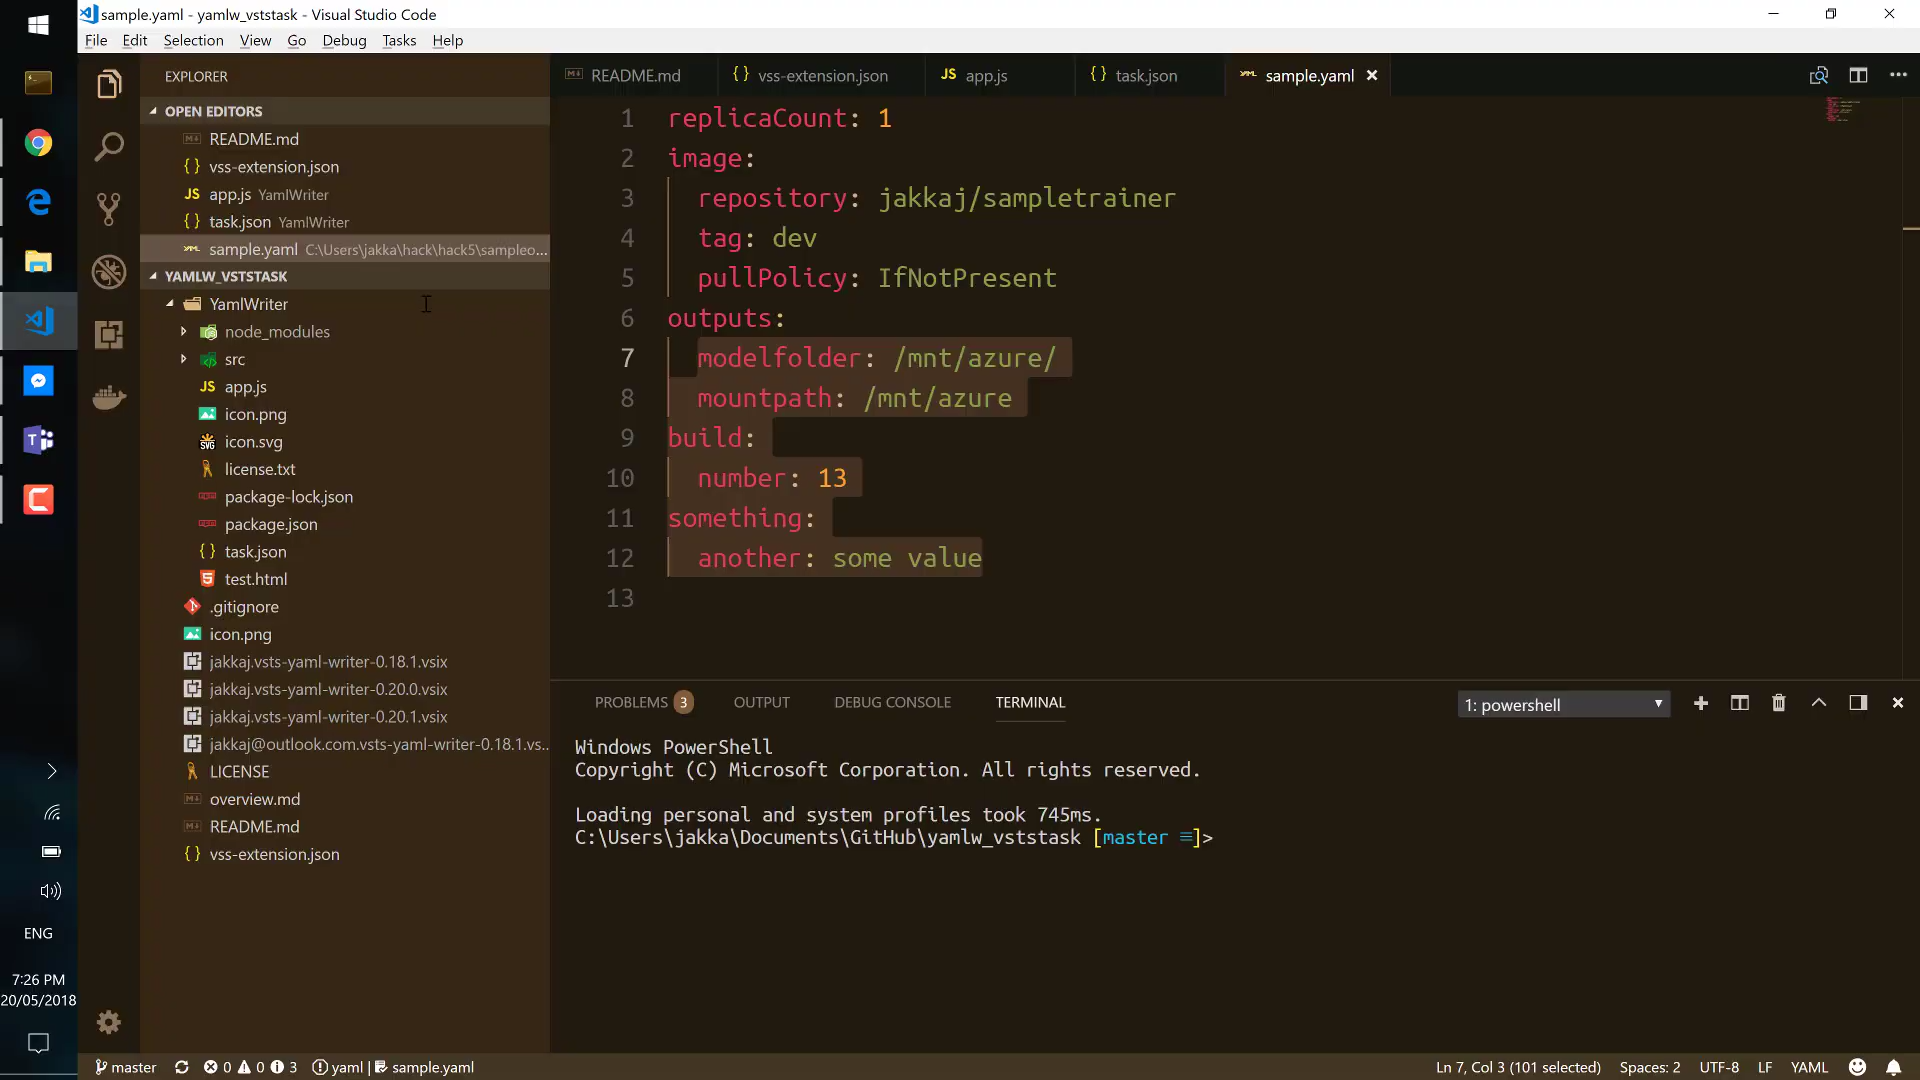 sample.yaml - yamlw_vststask - Visual Studio Code
File Edit Selection View Go Debug Tasks Help
EXPLORER
OPEN EDITORS
README.md
vss-extension.json
JS app.js YamlWriter
task.json YamlWriter
sample.yaml C:\Users\jakka\hack\hack5\sampleo...
YAMLW_VSTSTASK
YamlWriter
node_modules
src
JS app.js
icon.png
icon.svg
license.txt
package-lock.json
package.json
task.json
test.html
.gitignore
icon.png
jakkaj.vsts-yaml-writer-0.18.1.vsix
jakkaj.vsts-yaml-writer-0.20.0.vsix
jakkaj.vsts-yaml-writer-0.20.1.vsix
jakkaj@outlook.com.vsts-yaml-writer-0.18.1.vs...
LICENSE
overview.md
README.md
vss-extension.json
README.md
vss-extension.json
JS app.js
task.json
sample.yaml
1 replicaCount: 1
2 image:
3 repository: jakkaj/sampletrainer
4 tag: dev
5 pullPolicy: IfNotPresent
6 outputs:
7 modelfolder: /mnt/azure/
8 mountpath: /mnt/azure
9 build:
10 number: 13
11 something:
12 another: some value
13
PROBLEMS 3 OUTPUT DEBUG CONSOLE TERMINAL
1: powershell
Windows PowerShell
Copyright (C) Microsoft Corporation. All rights reserved.
Loading personal and system profiles took 745ms.
C:\Users\jakka\Documents\GitHub\yamlw_vststask [master ≡]>
ENG
7:26 PM
20/05/2018
master 0 0 3 yaml | sample.yaml
Ln 7, Col 3 (101 selected) Spaces: 2 UTF-8 LF YAML